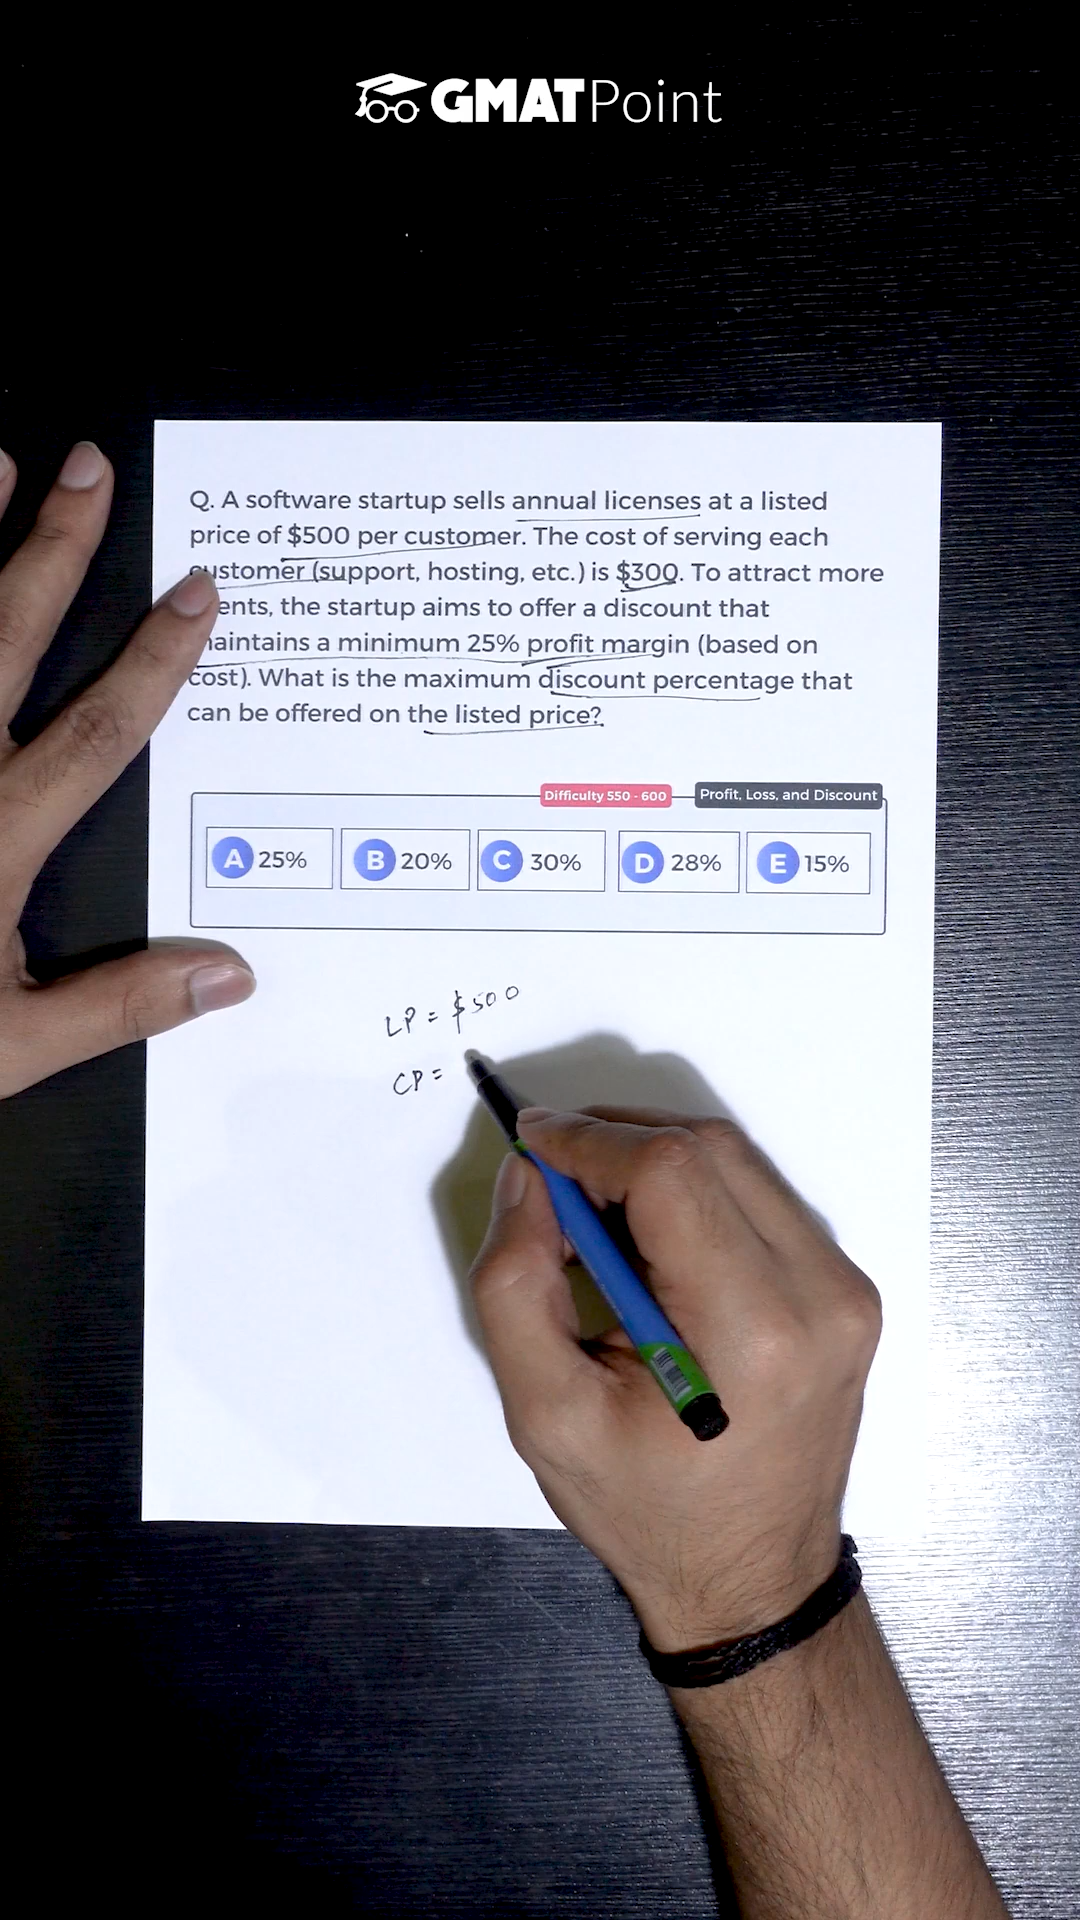 GMATPoint
Q. A software startup sells annual licenses at a listed
price of $500 per customer. The cost of serving each
customer (support, hosting, etc.) is $300. To attract more
the startup aims to offer a discount that
maintains a minimum 25% profit margin (based on
cost). What is the maximum discount percentage that
can be offered on the listed price?
Difficulty 550 - 600 Profit, Loss, and Discount
A 25% B 20% C 30% D 28% E 15%
LP = $500
CP =